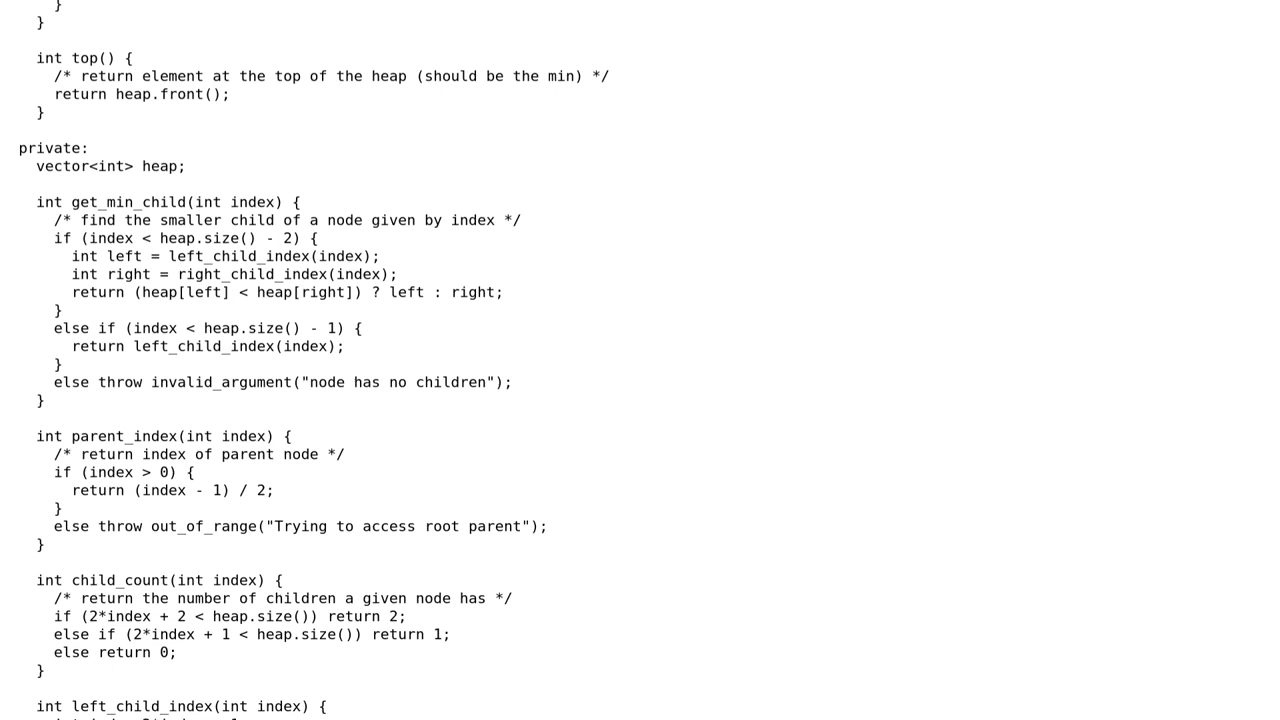 }
}
int top() {
/* return element at the top of the heap (should be the min) */
return heap.front();
}
private:
vector<int> heap;
int get_min_child(int index) {
/* find the smaller child of a node given by index */
if (index < heap.size() - 2) {
int left = left_child_index(index);
int right = right_child_index(index);
return (heap[left] < heap[right]) ? left : right;
}
else if (index < heap.size() - 1) {
return left_child_index(index);
}
else throw invalid_argument("node has no children");
}
int parent_index(int index) {
/* return index of parent node */
if (index > 0) {
return (index - 1) / 2;
}
else throw out_of_range("Trying to access root parent");
}
int child_count(int index) {
/* return the number of children a given node has */
if (2*index + 2 < heap.size()) return 2;
else if (2*index + 1 < heap.size()) return 1;
else return 0;
}
int left_child_index(int index) {